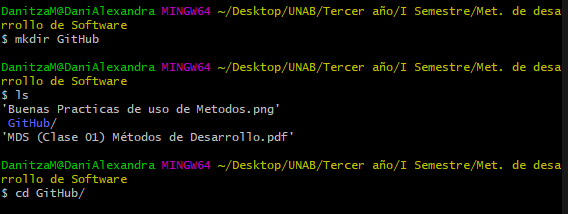 DanitzaM@DaniAlexandra MINGW64 ~/Desktop/UNAB/Tercer año/I Semestre/Met. de desa
rrollo de Software
$ mkdir GitHub
DanitzaM@DaniAlexandra MINGW64 ~/Desktop/UNAB/Tercer año/I Semestre/Met. de desa
rrollo de Software
$ ls
'Buenas Practicas de uso de Metodos.png'
GitHub/
'MDS (Clase 01) Métodos de Desarrollo.pdf'
DanitzaM@DaniAlexandra MINGW64 ~/Desktop/UNAB/Tercer año/I Semestre/Met. de desa
rrollo de Software
$ cd GitHub/